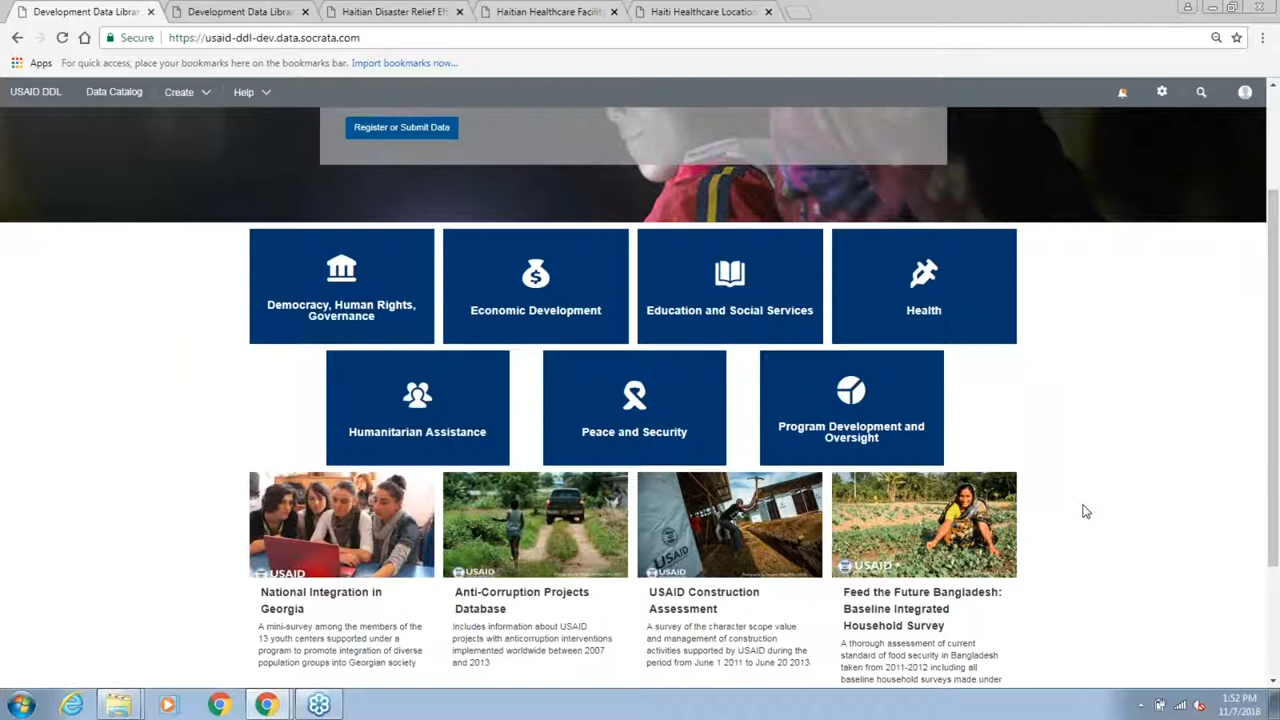 Development Data Librar
Development Data Library
Haitian Disaster Relief Eff
Haitian Healthcare Facilit
Haiti Healthcare Location
Secure
https://usaid-ddl-dev.data.socrata.com
Apps
For quick access, place your bookmarks here on the bookmarks bar. Import bookmarks now...
USAID DDL
Data Catalog
Create
Help
Register or Submit Data
Democracy, Human Rights,
Governance
Economic Development
Education and Social Services
Health
Humanitarian Assistance
Peace and Security
Program Development and
Oversight
USAID
USAID
USAID
USAID
National Integration in
Georgia
A mini-survey among the members of the
13 youth centers supported under a
program to promote integration of diverse
population groups into Georgian society
Anti-Corruption Projects
Database
Includes information about USAID
projects with anticorruption interventions
implemented worldwide between 2007
and 2013
USAID Construction
Assessment
A survey of the character scope value
and management of construction
activities supported by USAID during the
period from June 1 2011 to June 20 2013.
Feed the Future Bangladesh:
Baseline Integrated
Household Survey
A thorough assessment of current
standard of food security in Bangladesh
taken from 2011-2012 including all
baseline household surveys made under
1:52 PM
11/7/2018